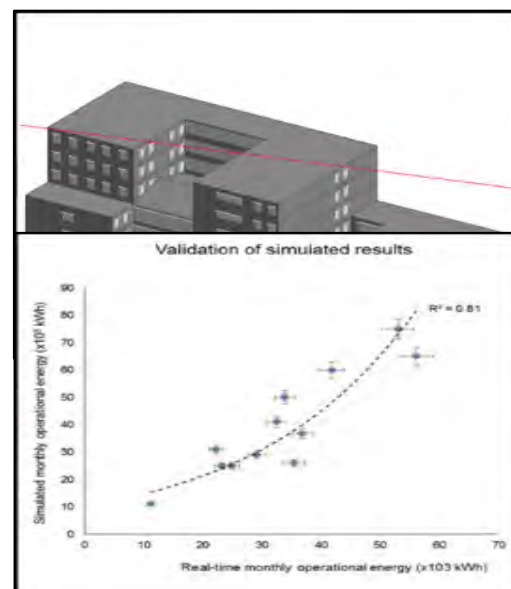 Validation of simulated results
Simulated monthly operational energy (x10³ kWh)
90
80
70
60
50
40
30
20
10
0
R² = 0.81
0 10 20 30 40 50 60 70
Real-time monthly operational energy (x103 kWh)